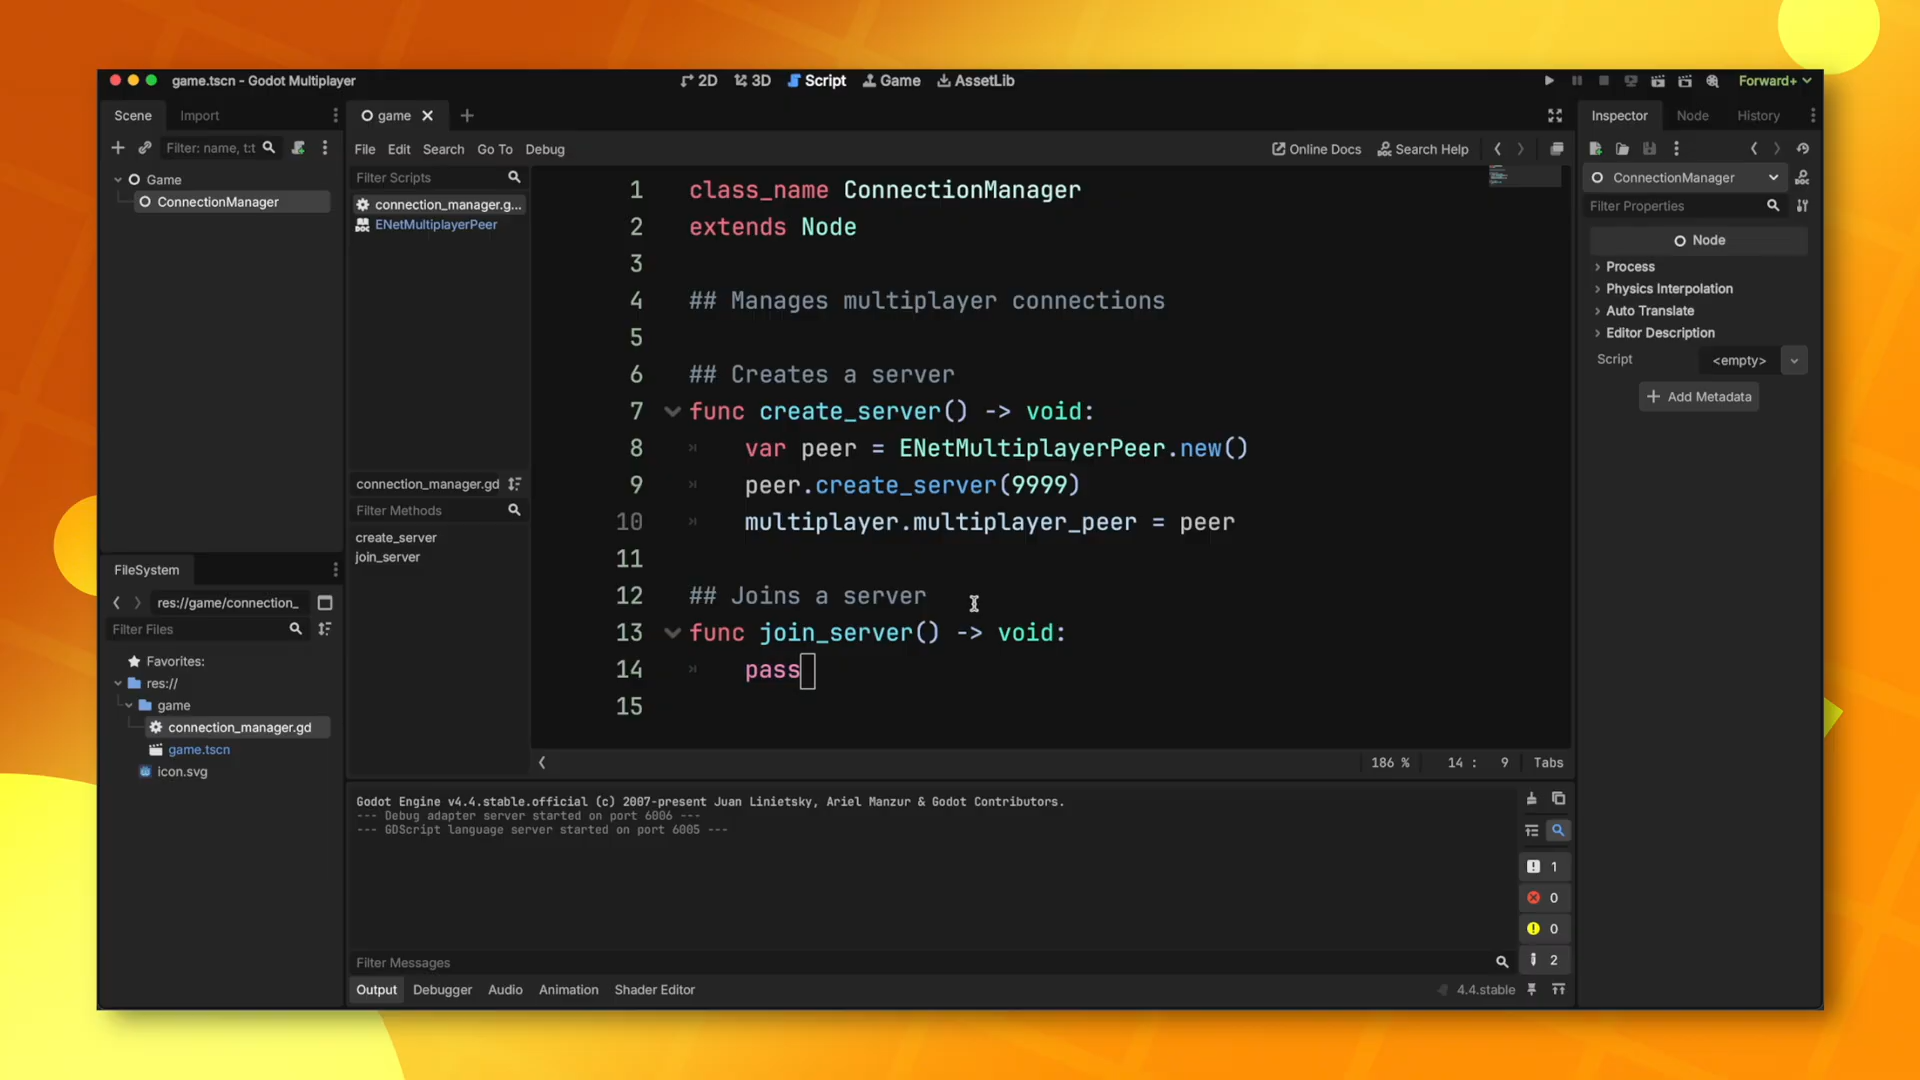 game.tscn - Godot Multiplayer
2D 3D Script Game AssetLib
Forward+
Scene Import
Filter: name, t:t
Game
ConnectionManager
game
File Edit Search Go To Debug
Online Docs Search Help
Filter Scripts
connection_manager.g...
ENetMultiplayerPeer
connection_manager.gd
Filter Methods
create_server
join_server
1 class_name ConnectionManager
2 extends Node
3
4 ## Manages multiplayer connections
5
6 ## Creates a server
7 func create_server() -> void:
8 var peer = ENetMultiplayerPeer.new()
9 peer.create_server(9999)
10 multiplayer.multiplayer_peer = peer
11
12 ## Joins a server
13 func join_server() -> void:
14 pass
15
186 % 14 : 9 Tabs
Inspector Node History
ConnectionManager
Filter Properties
Node
Process
Physics Interpolation
Auto Translate
Editor Description
Script <empty>
Add Metadata
FileSystem
res://game/connection_
Filter Files
Favorites:
res://
game
connection_manager.gd
game.tscn
icon.svg
Godot Engine v4.4.stable.official (c) 2007-present Juan Linietsky, Ariel Manzur & Godot Contributors.
--- Debug adapter server started on port 6006 ---
--- GDScript language server started on port 6005 ---
1
0
0
2
Filter Messages
Output Debugger Audio Animation Shader Editor
4.4.stable